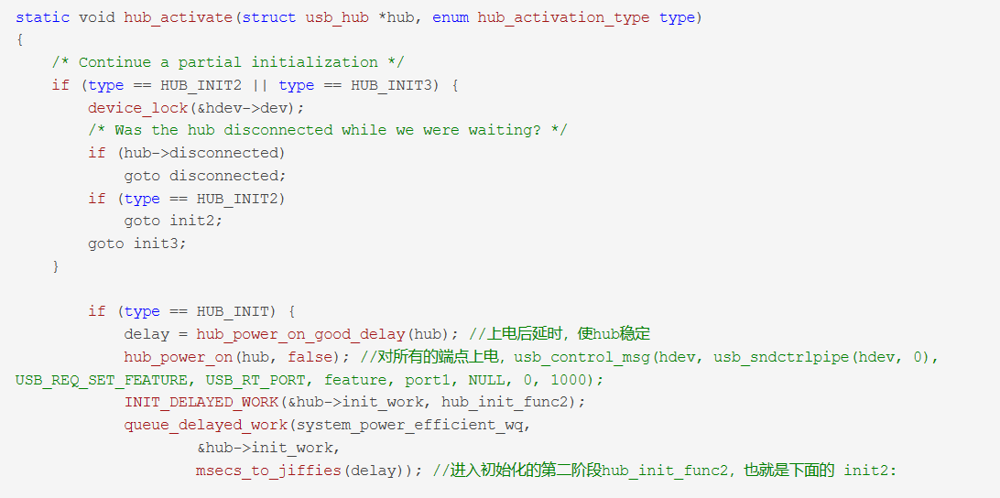 static void hub_activate(struct usb_hub *hub, enum hub_activation_type type)
{
    /* Continue a partial initialization */
    if (type == HUB_INIT2 || type == HUB_INIT3) {
        device_lock(&hdev->dev);
        /* Was the hub disconnected while we were waiting? */
        if (hub->disconnected)
            goto disconnected;
        if (type == HUB_INIT2)
            goto init2;
        goto init3;
    }
        if (type == HUB_INIT) {
            delay = hub_power_on_good_delay(hub); //上电后延时，使hub稳定
            hub_power_on(hub, false); //对所有的端点上电，usb_control_msg(hdev, usb_sndctrlpipe(hdev, 0),
USB_REQ_SET_FEATURE, USB_RT_PORT, feature, port1, NULL, 0, 1000);
            INIT_DELAYED_WORK(&hub->init_work, hub_init_func2);
            queue_delayed_work(system_power_efficient_wq,
                    &hub->init_work,
                    msecs_to_jiffies(delay)); //进入初始化的第二阶段hub_init_func2，也就是下面的 init2: